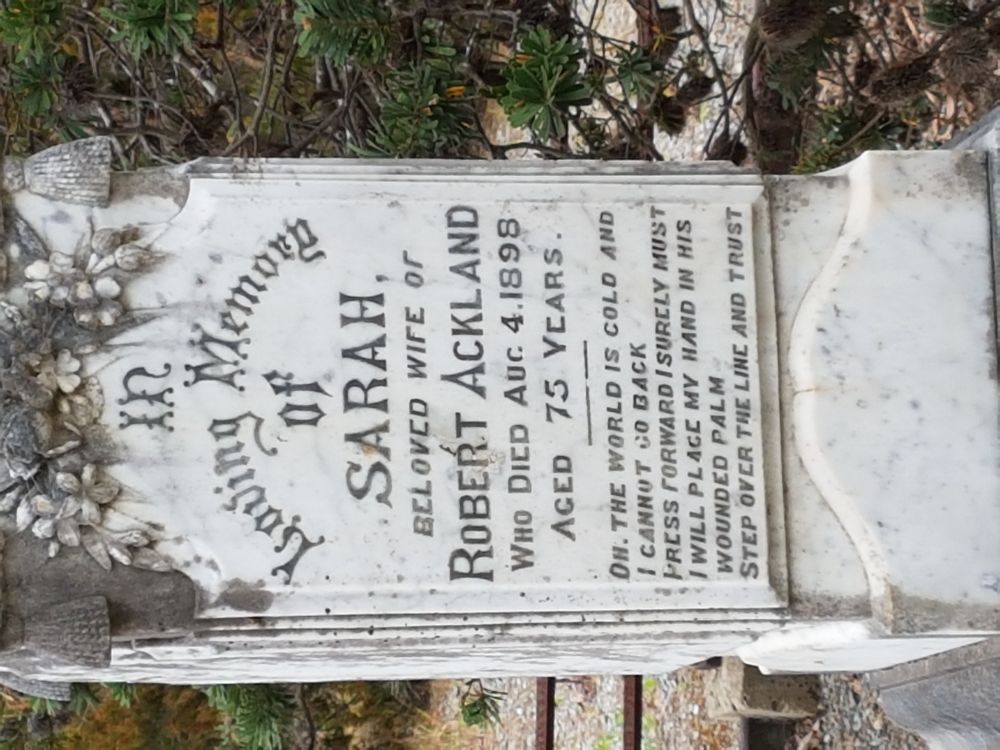 In
Loving Memory
of
SARAH,
BELOVED WIFE OF
ROBERT ACKLAND
WHO DIED AUG. 4. 1898
AGED 75 YEARS.
OH. THE WORLD IS COLD AND
I CANNUT GO BACK
PRESS FORWARD I SURELY MUST
I WILL PLACE MY HAND IN HIS
WOUNDED PALM
STEP OVER THE LINE AND TRUST